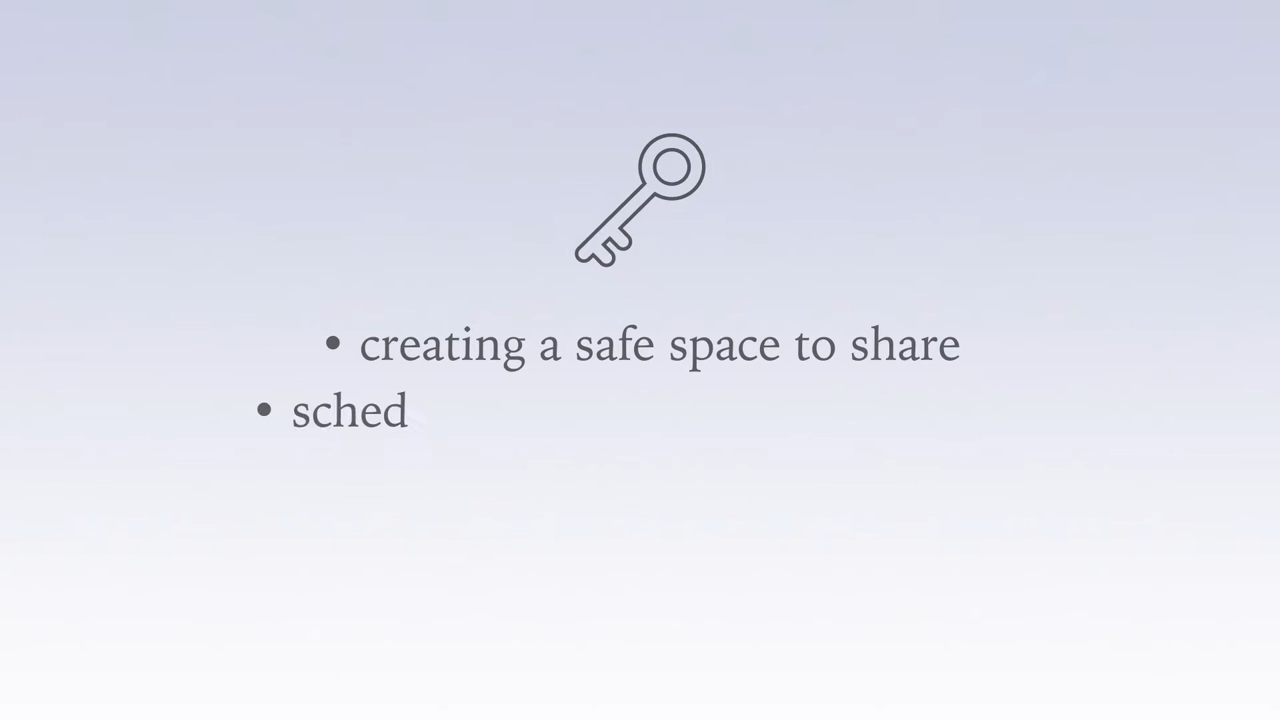 • creating a safe space to share
• sched